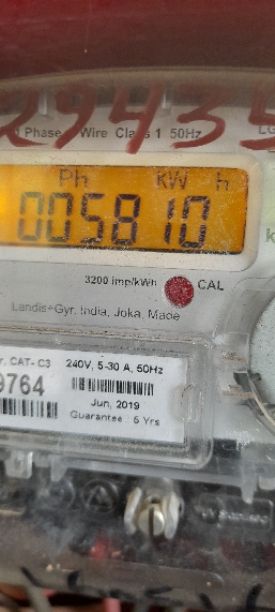 29435
Phase Wire Class 1 50Hz
Ph KW h
005810
3200 imp/kWh CAL
Landis+Gyr. India, Joka, Made
r. CAT- C3 240V, 5-30 A, 50Hz
9764
Jun, 2019
Guarantee : 5 Yrs